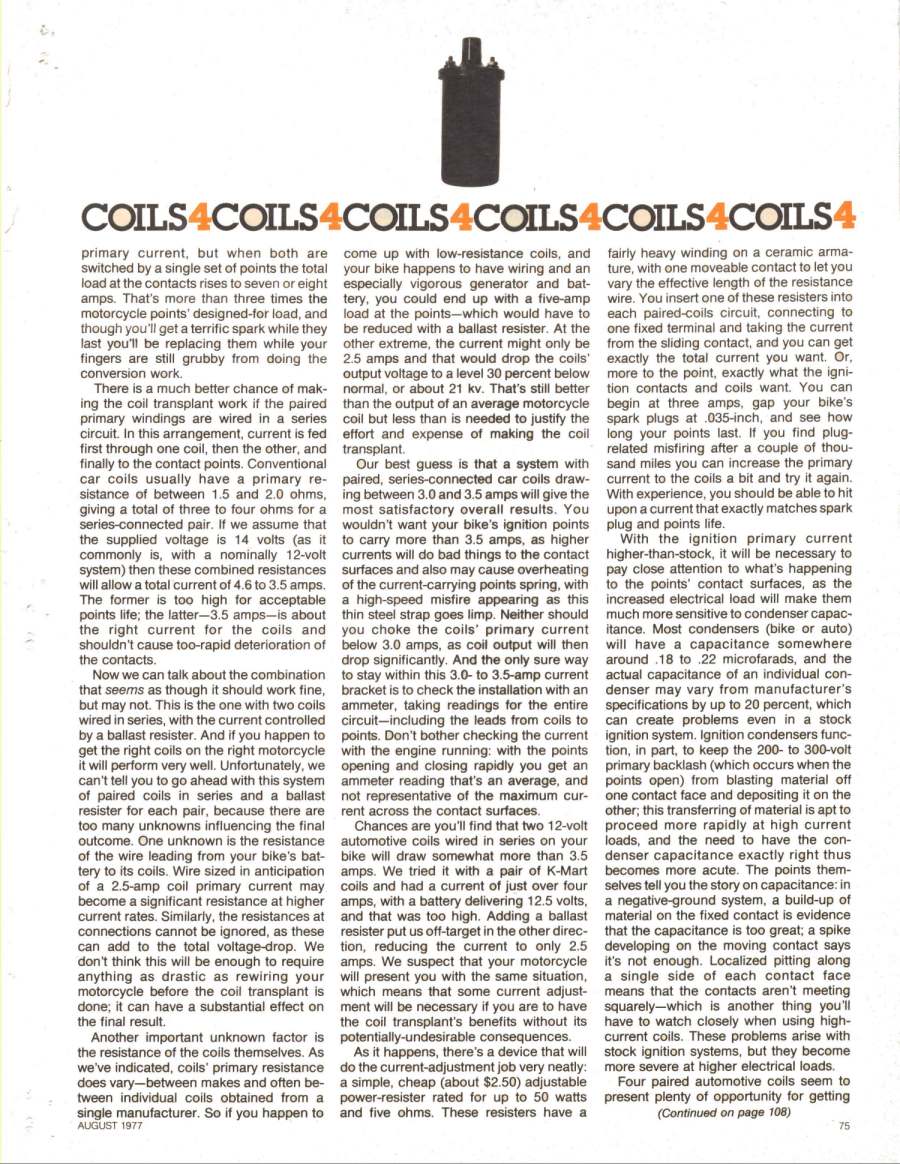 COILS4COILS4COILS4COILS4COILS4COILS4
primary current, but when both are
switched by a single set of points the total
load at the contacts rises to seven or eight
amps. That's more than three times the
motorcycle points' designed-for load, and
though you'll get a terrific spark while they
last you'll be replacing them while your
fingers are still grubby from doing the
conversion work.
There is a much better chance of mak-
ing the coil transplant work if the paired
primary windings are wired in a series
circuit. In this arrangement, current is fed
first through one coil, then the other, and
finally to the contact points. Conventional
car coils usually have a primary re-
sistance of between 1.5 and 2.0 ohms,
giving a total of three to four ohms for a
series-connected pair. If we assume that
the supplied voltage is 14 volts (as it
commonly is, with a nominally 12-volt
system) then these combined resistances
will allow a total current of 4.6 to 3.5 amps.
The former is too high for acceptable
points life; the latter—3.5 amps—is about
the right current for the coils and
shouldn't cause too-rapid deterioration of
the contacts.
Now we can talk about the combination
that seems as though it should work fine,
but may not. This is the one with two coils
wired in series, with the current controlled
by a ballast resister. And if you happen to
get the right coils on the right motorcycle
it will perform very well. Unfortunately, we
can't tell you to go ahead with this system
of paired coils in series and a ballast
resister for each pair, because there are
too many unknowns influencing the final
outcome. One unknown is the resistance
of the wire leading from your bike's bat-
tery to its coils. Wire sized in anticipation
of a 2.5-amp coil primary current may
become a significant resistance at higher
current rates. Similarly, the resistances at
connections cannot be ignored, as these
can add to the total voltage-drop. We
don't think this will be enough to require
anything as drastic as rewiring your
motorcycle before the coil transplant is
done; it can have a substantial effect on
the final result.
Another important unknown factor is
the resistance of the coils themselves. As
we've indicated, coils' primary resistance
does vary—between makes and often be-
tween individual coils obtained from a
single manufacturer. So if you happen to
come up with low-resistance coils, and
your bike happens to have wiring and an
especially vigorous generator and bat-
tery, you could end up with a five-amp
load at the points—which would have to
be reduced with a ballast resister. At the
other extreme, the current might only be
2.5 amps and that would drop the coils'
output voltage to a level 30 percent below
normal, or about 21 kv. That's still better
than the output of an average motorcycle
coil but less than is needed to justify the
effort and expense of making the coil
transplant.
Our best guess is that a system with
paired, series-connected car coils draw-
ing between 3.0 and 3.5 amps will give the
most satisfactory overall results. You
wouldn't want your bike's ignition points
to carry more than 3.5 amps, as higher
currents will do bad things to the contact
surfaces and also may cause overheating
of the current-carrying points spring, with
a high-speed misfire appearing as this
thin steel strap goes limp. Neither should
you choke the coils' primary current
below 3.0 amps, as coil output will then
drop significantly. And the only sure way
to stay within this 3.0- to 3.5-amp current
bracket is to check the installation with an
ammeter, taking readings for the entire
circuit—including the leads from coils to
points. Don't bother checking the current
with the engine running: with the points
opening and closing rapidly you get an
ammeter reading that's an average, and
not representative of the maximum cur-
rent across the contact surfaces.
Chances are you'll find that two 12-volt
automotive coils wired in series on your
bike will draw somewhat more than 3.5
amps. We tried it with a pair of K-Mart
coils and had a current of just over four
amps, with a battery delivering 12.5 volts,
and that was too high. Adding a ballast
resister put us off-target in the other direc-
tion, reducing the current to only 2.5
amps. We suspect that your motorcycle
will present you with the same situation,
which means that some current adjust-
ment will be necessary if you are to have
the coil transplant's benefits without its
potentially-undesirable consequences.
As it happens, there's a device that will
do the current-adjustment job very neatly:
a simple, cheap (about $2.50) adjustable
power-resister rated for up to 50 watts
and five ohms. These resisters have a
fairly heavy winding on a ceramic arma-
ture, with one moveable contact to let you
vary the effective length of the resistance
wire. You insert one of these resisters into
each paired-coils circuit, connecting to
one fixed terminal and taking the current
from the sliding contact, and you can get
exactly the total current you want. Or,
more to the point, exactly what the igni-
tion contacts and coils want. You can
begin at three amps, gap your bike's
spark plugs at .035-inch, and see how
long your points last. If you find plug-
related misfiring after a couple of thou-
sand miles you can increase the primary
current to the coils a bit and try it again.
With experience, you should be able to hit
upon a current that exactly matches spark
plug and points life.
With the ignition primary current
higher-than-stock, it will be necessary to
pay close attention to what's happening
to the points' contact surfaces, as the
increased electrical load will make them
much more sensitive to condenser capac-
itance. Most condensers (bike or auto)
will have a capacitance somewhere
around .18 to .22 microfarads, and the
actual capacitance of an individual con-
denser may vary from manufacturer's
specifications by up to 20 percent, which
can create problems even in a stock
ignition system. Ignition condensers func-
tion, in part, to keep the 200- to 300-volt
primary backlash (which occurs when the
points open) from blasting material off
one contact face and depositing it on the
other; this transferring of material is apt to
proceed more rapidly at high current
loads, and the need to have the con-
denser capacitance exactly right thus
becomes more acute. The points them-
selves tell you the story on capacitance: in
a negative-ground system, a build-up of
material on the fixed contact is evidence
that the capacitance is too great; a spike
developing on the moving contact says
it's not enough. Localized pitting along
a single side of each contact face
means that the contacts aren't meeting
squarely—which is another thing you'll
have to watch closely when using high-
current coils. These problems arise with
stock ignition systems, but they become
more severe at higher electrical loads.
Four paired automotive coils seem to
present plenty of opportunity for getting
(Continued on page 108)
AUGUST 1977
75